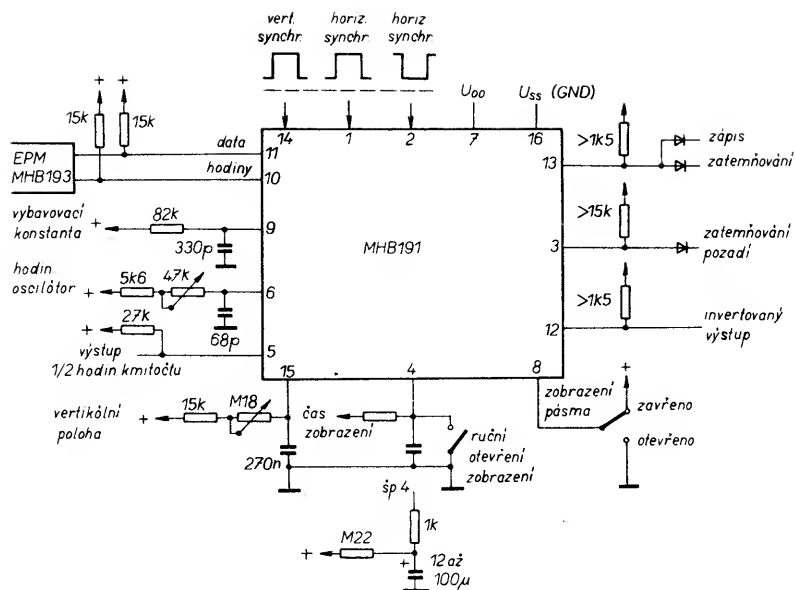 vert. synchr.
horiz. synchr.
horiz synchr.
U₀₀
U_SS (GND)
15k
15k
14
1
2
7
16
EPM
MHB193
data
11
hodiny
10
>1k5
zápis
13
zatemňování
vybavovací
konstanta
+
82k
9
330p
MHB191
>15k
3
zatemňování
pozadí
hodin.
oscilótor
+
5k6
47k
6
68p
>1k5
12
invertovaný
výstup
+
27k
5
výstup
1/2 hodin kmitočtu
15
4
8
zobrazení
pásma
+
zavřeno
otevřeno
vertikólní
poloha
+
15k
M18
čas
zobrazení
270n
ruční
otevření
zobrazení
šp 4
1k
+
M22
+
12 až
100µ